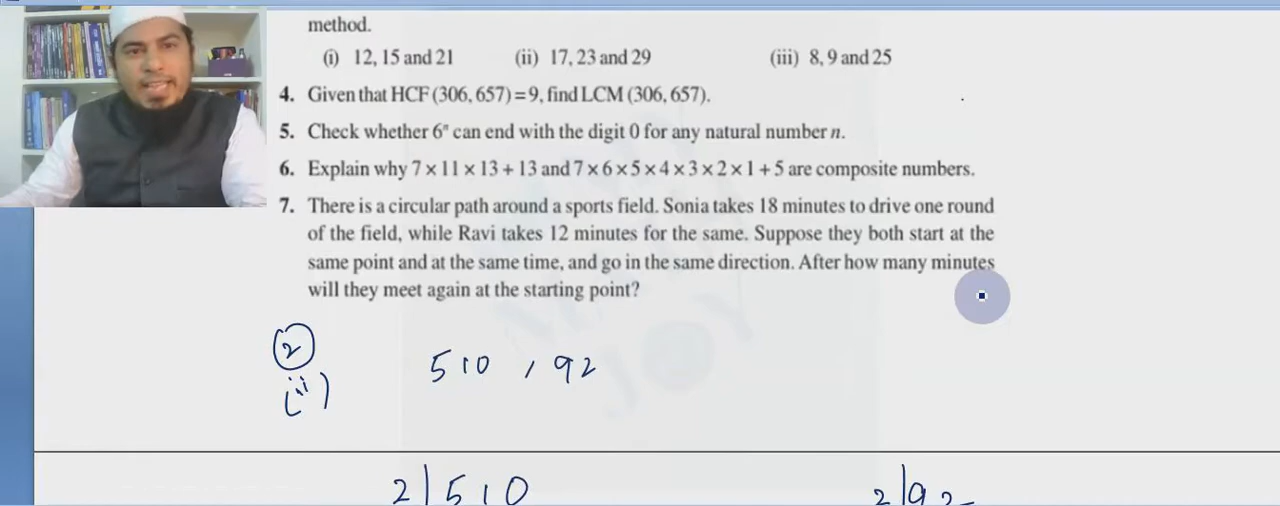 method.
(i) 12, 15 and 21 (ii) 17, 23 and 29 (iii) 8, 9 and 25
4. Given that HCF (306, 657) = 9, find LCM (306, 657).
5. Check whether 6ⁿ can end with the digit 0 for any natural number n.
6. Explain why 7 × 11 × 13 + 13 and 7 × 6 × 5 × 4 × 3 × 2 × 1 + 5 are composite numbers.
7. There is a circular path around a sports field. Sonia takes 18 minutes to drive one round
of the field, while Ravi takes 12 minutes for the same. Suppose they both start at the
same point and at the same time, and go in the same direction. After how many minutes
will they meet again at the starting point?
2
(ii) 510, 92
2 | 510 2 | 92